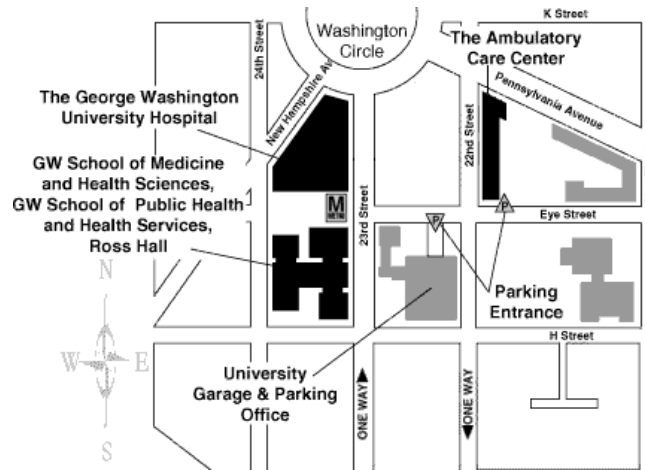 K Street
Washington
Circle
24th Street
The Ambulatory
Care Center
New Hampshire Av
Pennsylvania Avenue
The George Washington
University Hospital
22nd Street
GW School of Medicine
and Health Sciences,
GW School of Public Health
and Health Services,
Ross Hall
M
METRO
23rd Street
P
P
Eye Street
N
W
E
S
Parking
Entrance
H Street
University
Garage & Parking
Office
ONE WAY
ONE WAY